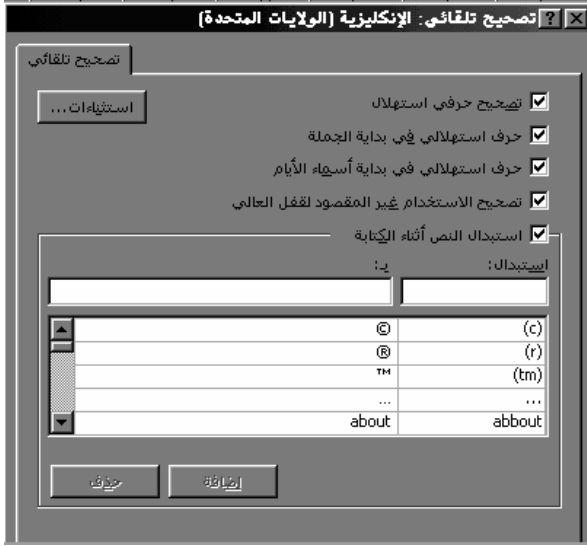 تصحيح تلقائي: الإنكليزية (الولايات المتحدة)
تصحيح تلقائي
تصحيح حرفي استهلال
استثناءات...
حرف استهلالي في بداية الجملة
حرف استهلالي في بداية أسماء الأيام
تصحيح الاستخدام غير المقصود لقفل العالي
استبدال النص أثناء الكتابة
استبدال: بـ:
(c) ©
(r) ®
(tm) ™
... ...
abbout about
إضافة حذف